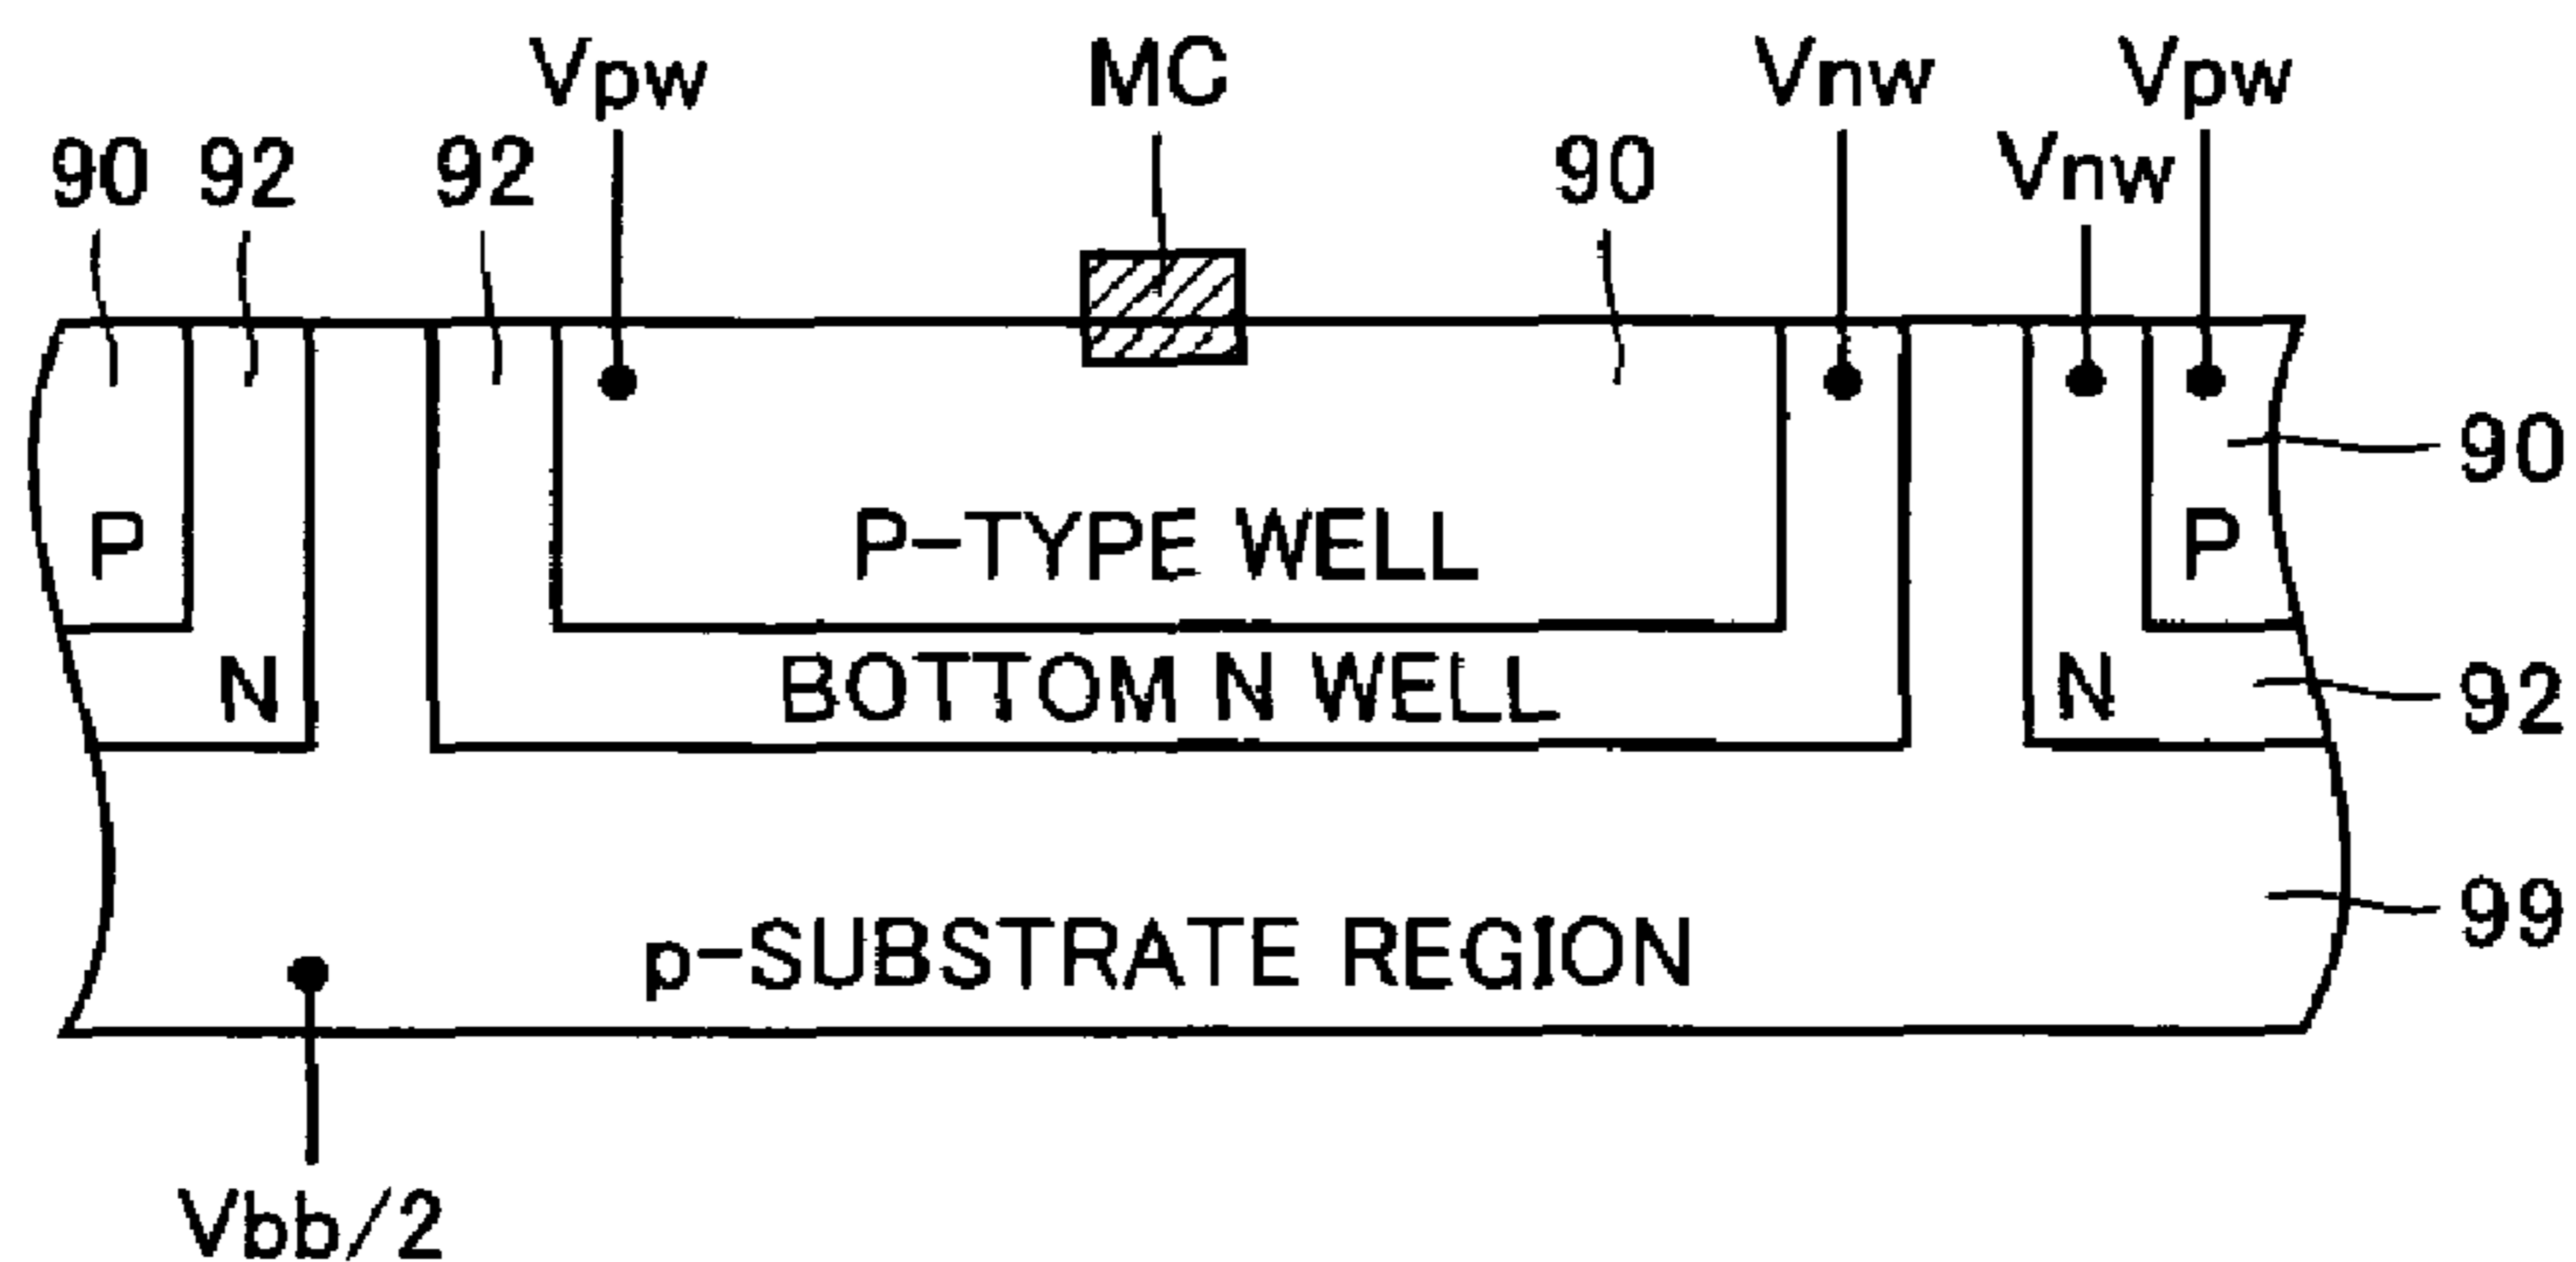 Vpw MC Vnw Vpw
90 92 92 90 Vnw
90
P P-TYPE WELL P
N BOTTOM N WELL N 92
99
p-SUBSTRATE REGION
Vbb/2